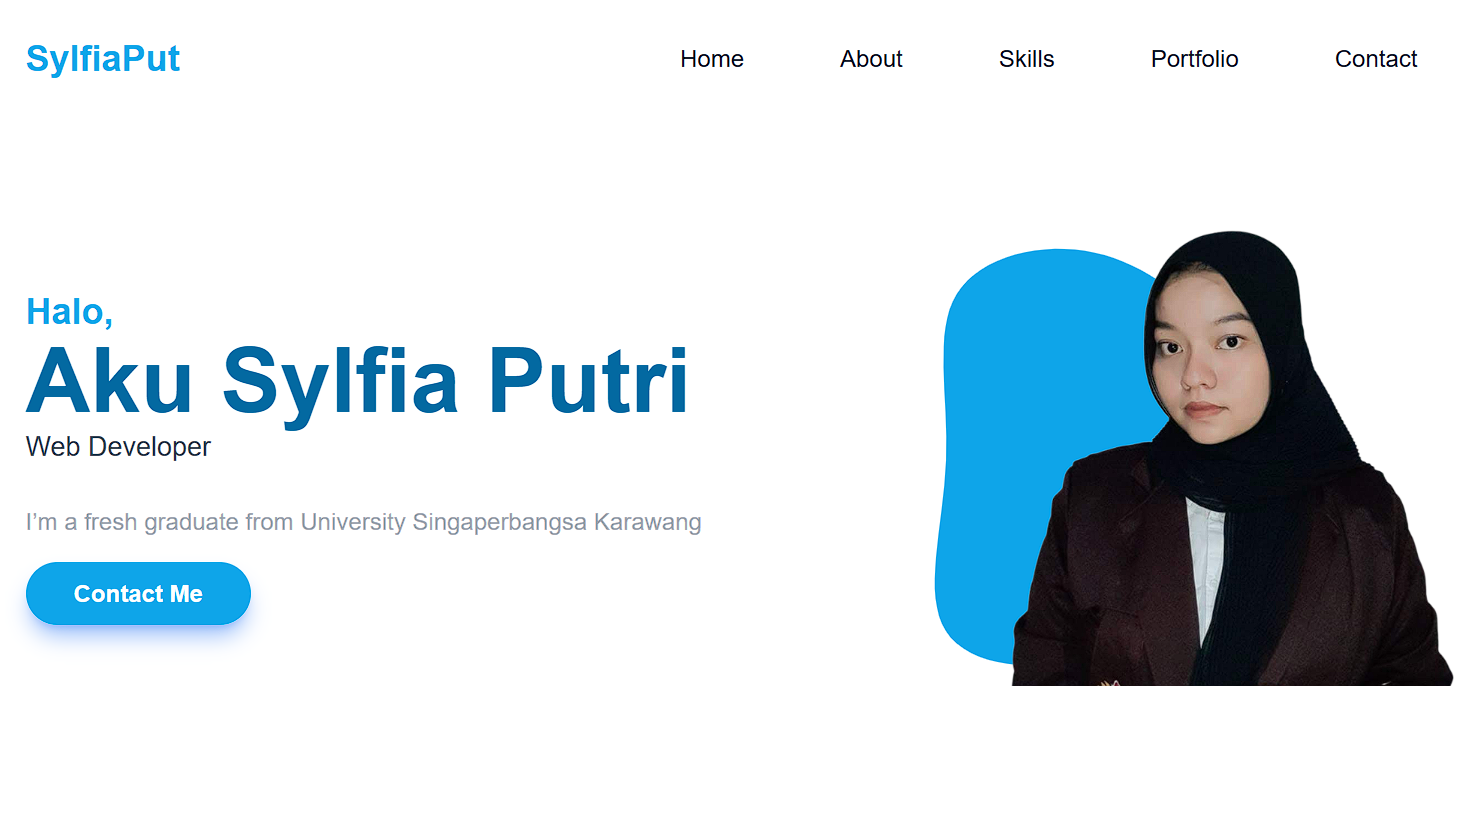 SylfiaPut
Home About Skills Portfolio Contact
Halo,
Aku Sylfia Putri
Web Developer
I’m a fresh graduate from University Singaperbangsa Karawang
Contact Me